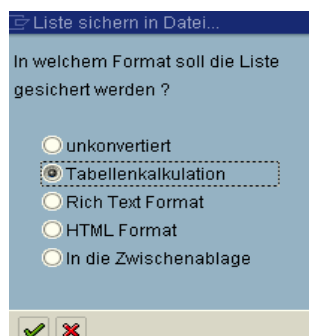 Liste sichern in Datei...
In welchem Format soll die Liste
gesichert werden ?
unkonvertiert
Tabellenkalkulation
Rich Text Format
HTML Format
In die Zwischenablage